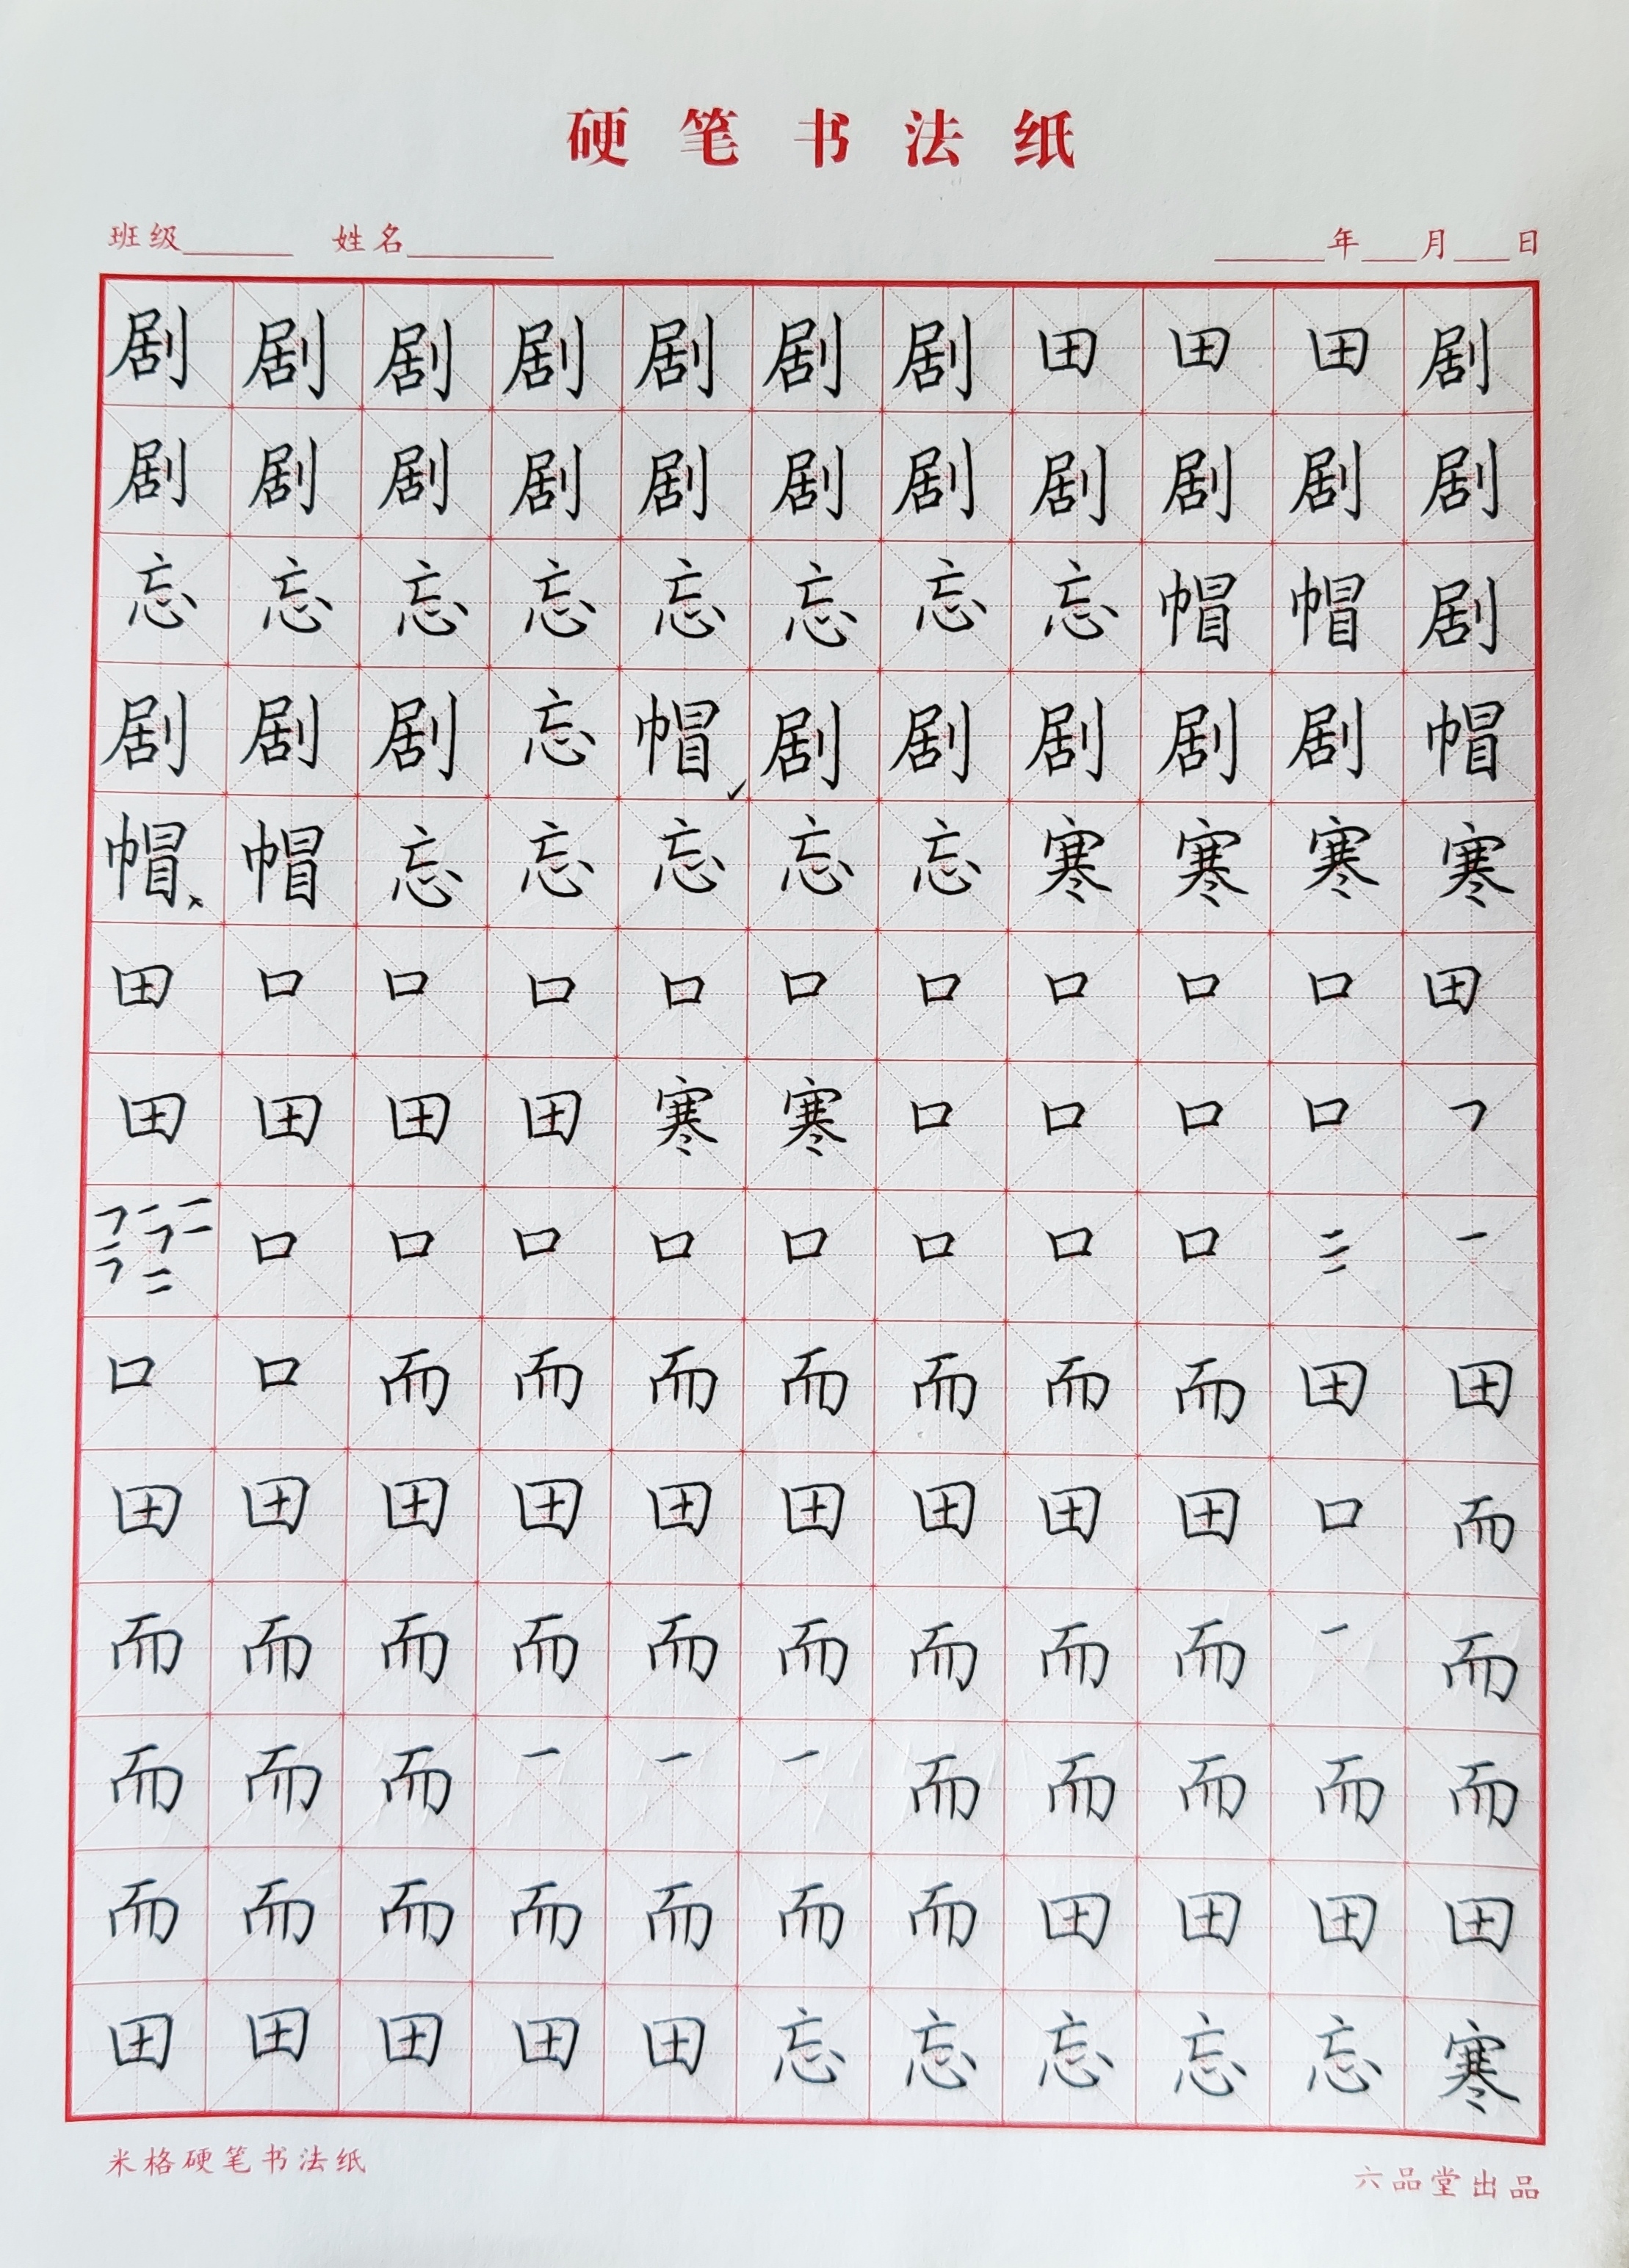 硬笔书法纸
班级______ 姓名________ ______年___月___日
剧剧剧剧剧剧剧田田田剧
剧剧剧剧剧剧剧剧剧剧剧
忘忘忘忘忘忘忘忘帽帽剧
剧剧剧忘帽剧剧剧剧剧帽
帽帽忘忘忘忘忘寒寒寒寒
田口口口口口口口口口田
田田田田寒寒口口口口
口口口口口口口口
口口而而而而而而而田田
田田田田田田田田田口而
而而而而而而而而而一而
而而而一一一而而而而而
而而而而而而而田田田田
田田田田田忘忘忘忘忘寒
米格硬笔书法纸 六品堂出品